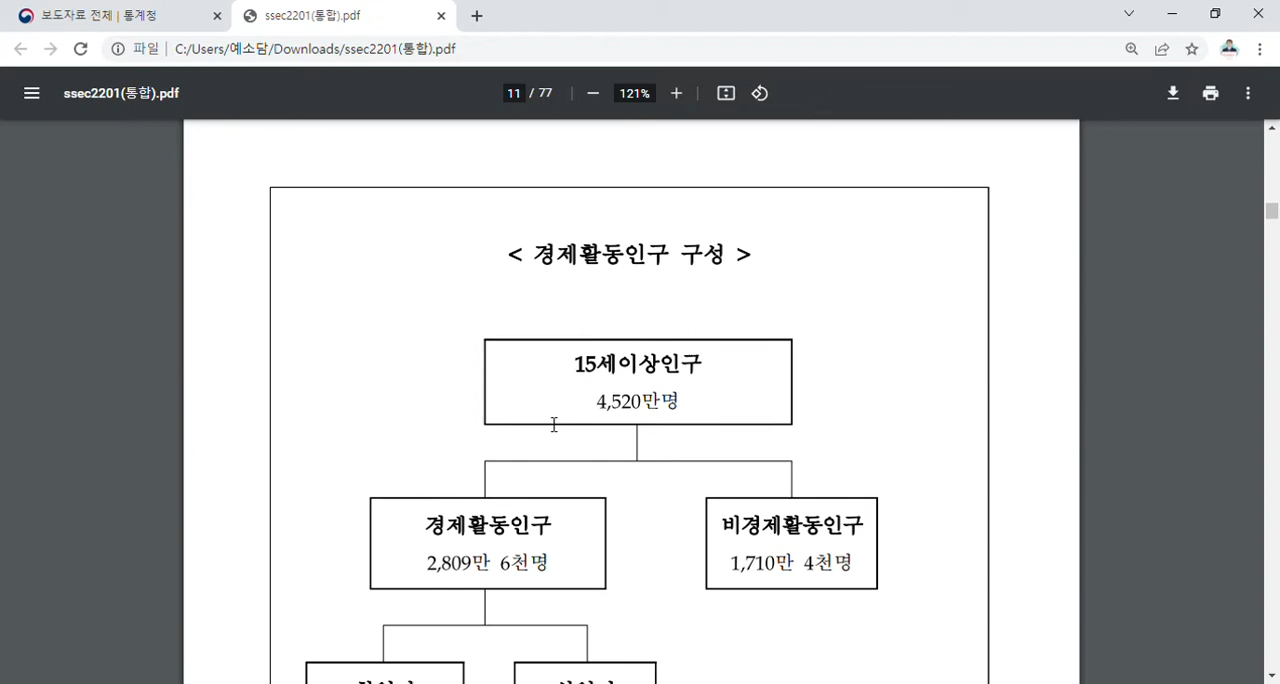 보도자료 전체 | 통계청
ssec2201(통합).pdf
파일 | C:/Users/예소담/Downloads/ssec2201(통합).pdf
ssec2201(통합).pdf
11 / 77
121%
< 경제활동인구 구성 >
15세이상인구
4,520만명
경제활동인구
비경제활동인구
2,809만 6천명
1,710만 4천명